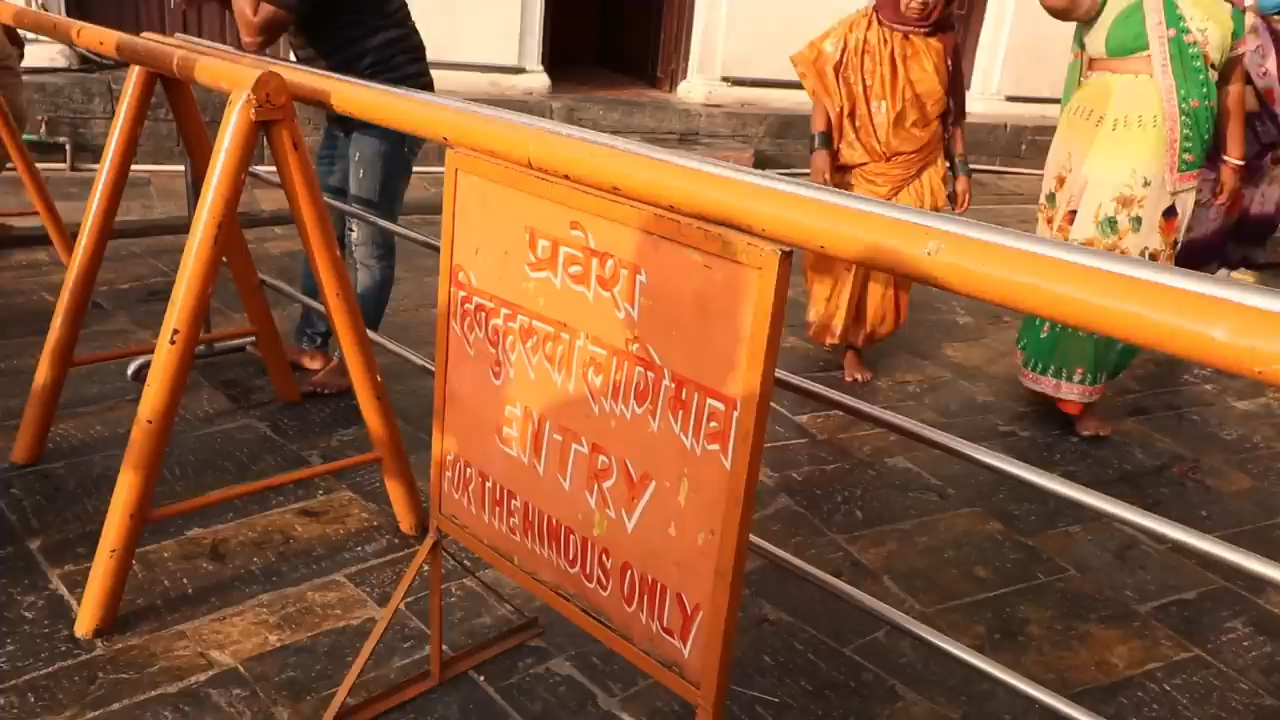 प्रवेश
हिन्दुहरुका लागि मात्र
ENTRY
FOR THE HINDUS ONLY